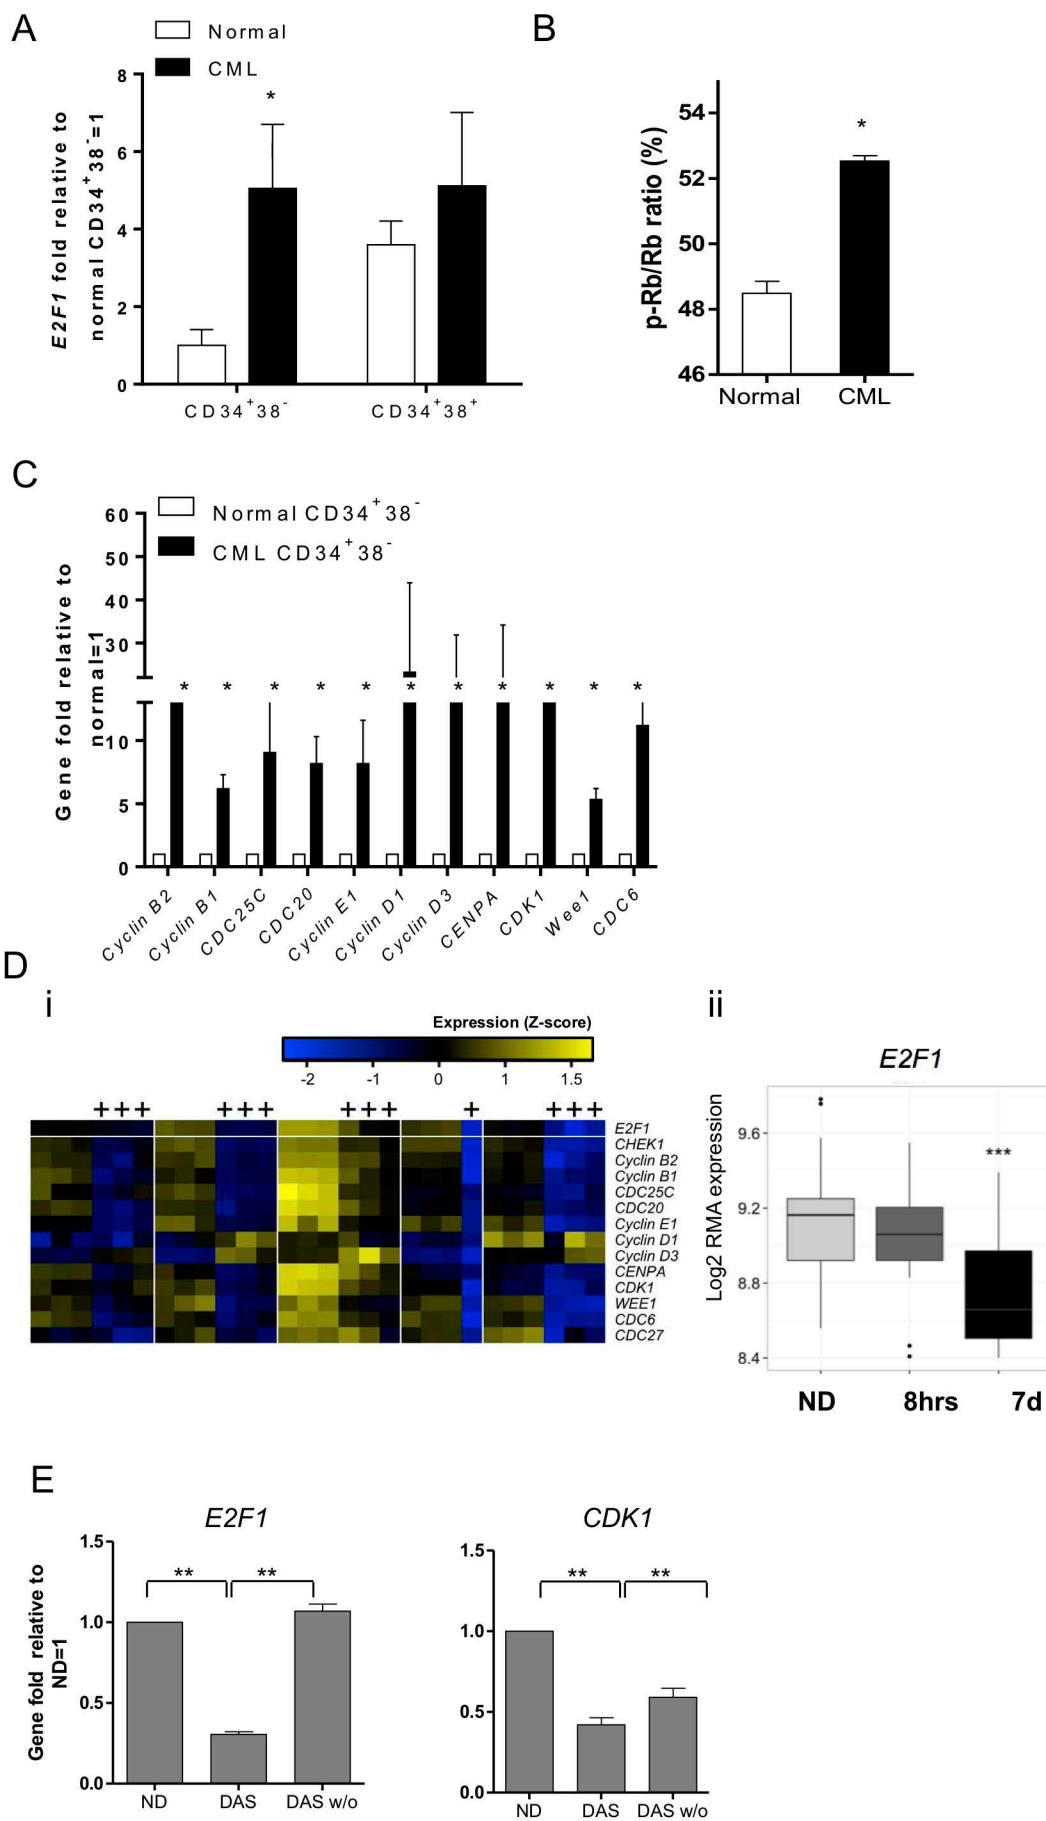 A
Normal
CML
E2F1 fold relative to
normal CD34+38-=1
8
6
4
2
0
*
CD34+38-
CD34+38+
B
p-Rb/Rb ratio (%)
54
52
50
48
46
*
Normal
CML
C
Normal CD34+38-
CML CD34+38-
Gene fold relative to
normal=1
60
50
40
30
10
5
0
* * * * * * * * * * *
Cyclin B2
Cyclin B1
CDC25C
CDC20
Cyclin E1
Cyclin D1
Cyclin D3
CENPA
CDK1
Wee1
CDC6
D
i
Expression (Z-score)
-2 -1 0 1 1.5
+++ +++ +++ + +++
E2F1
CHEK1
Cyclin B2
Cyclin B1
CDC25C
CDC20
Cyclin E1
Cyclin D1
Cyclin D3
CENPA
CDK1
WEE1
CDC6
CDC27
ii
E2F1
Log2 RMA expression
9.6
9.2
8.8
8.4
***
ND 8hrs 7d
E
E2F1
Gene fold relative to
ND=1
1.5
1.0
0.5
0.0
** **
ND DAS DAS w/o
CDK1
1.5
1.0
0.5
0.0
** **
ND DAS DAS w/o